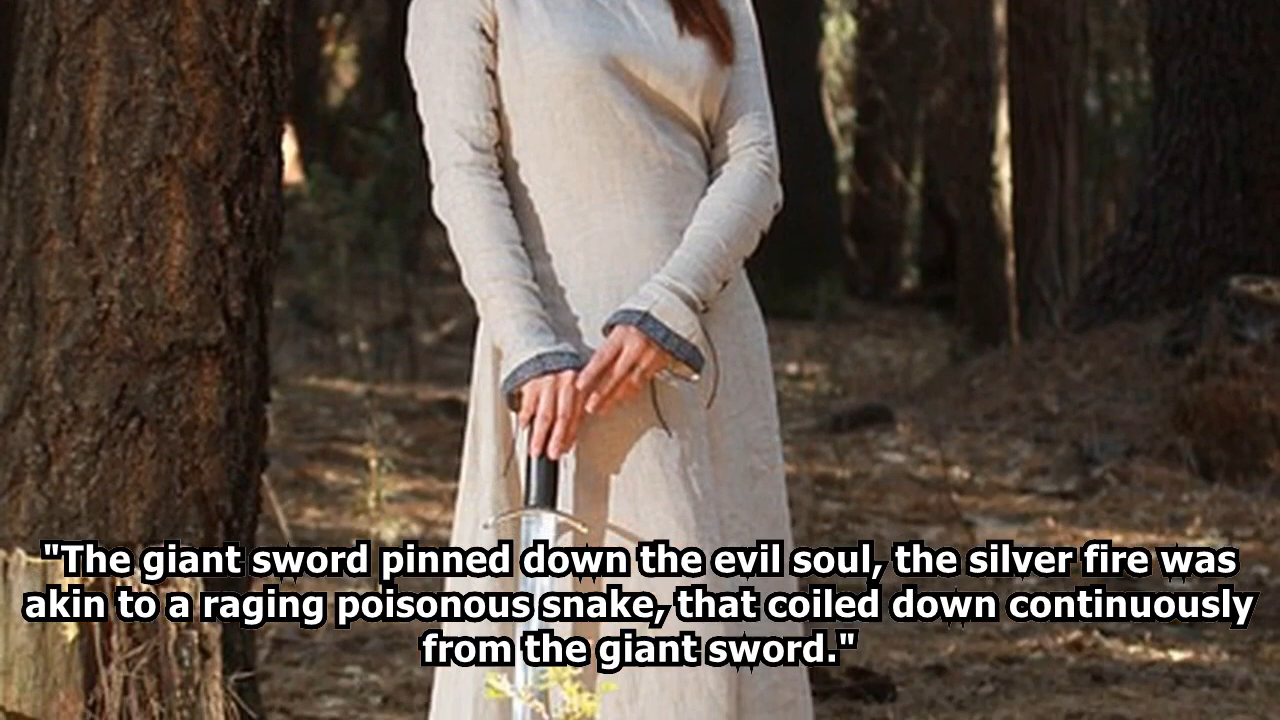 "The giant sword pinned down the evil soul, the silver fire was
akin to a raging poisonous snake, that coiled down continuously
from the giant sword."